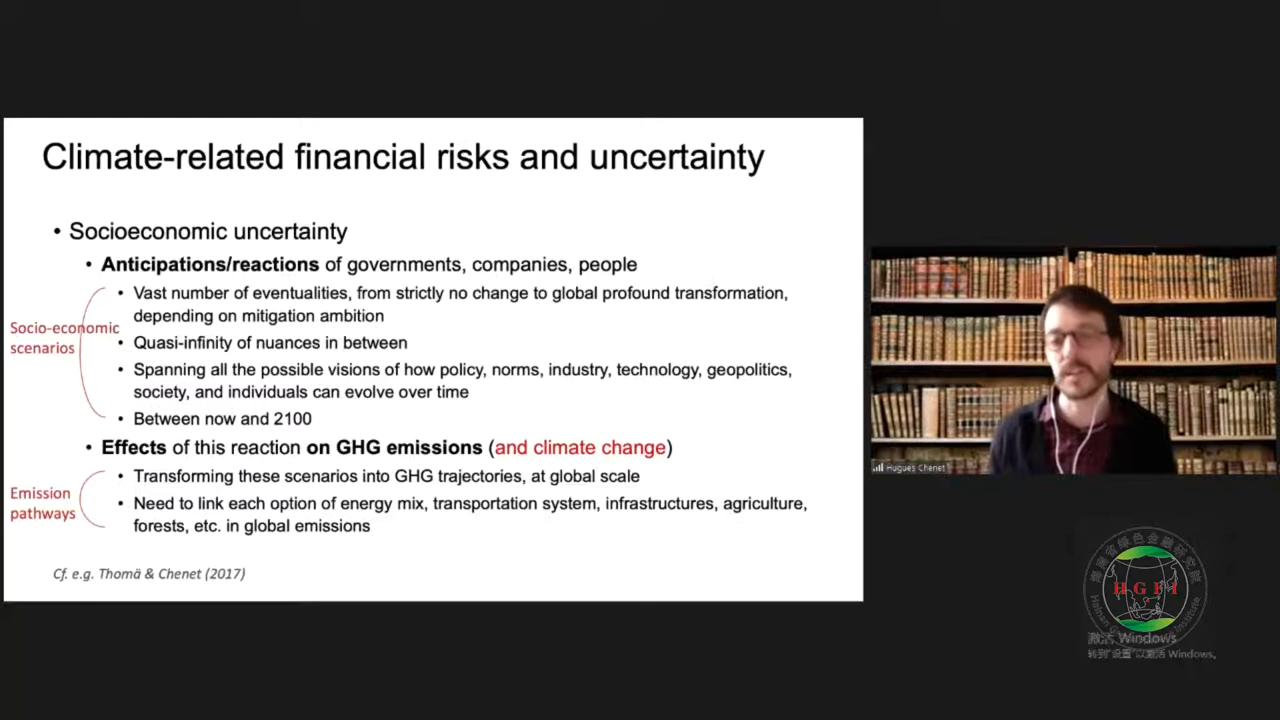 Climate-related financial risks and uncertainty
• Socioeconomic uncertainty
• Anticipations/reactions of governments, companies, people
• Vast number of eventualities, from strictly no change to global profound transformation,
depending on mitigation ambition
Socio-economic
scenarios
• Quasi-infinity of nuances in between
• Spanning all the possible visions of how policy, norms, industry, technology, geopolitics,
society, and individuals can evolve over time
• Between now and 2100
• Effects of this reaction on GHG emissions (and climate change)
• Transforming these scenarios into GHG trajectories, at global scale
Emission
pathways
• Need to link each option of energy mix, transportation system, infrastructures, agriculture,
forests, etc. in global emissions
Cf. e.g. Thomä & Chenet (2017)
Hugues Chenet
HGFI
激活 Windows
转到"设置"以激活 Windows。